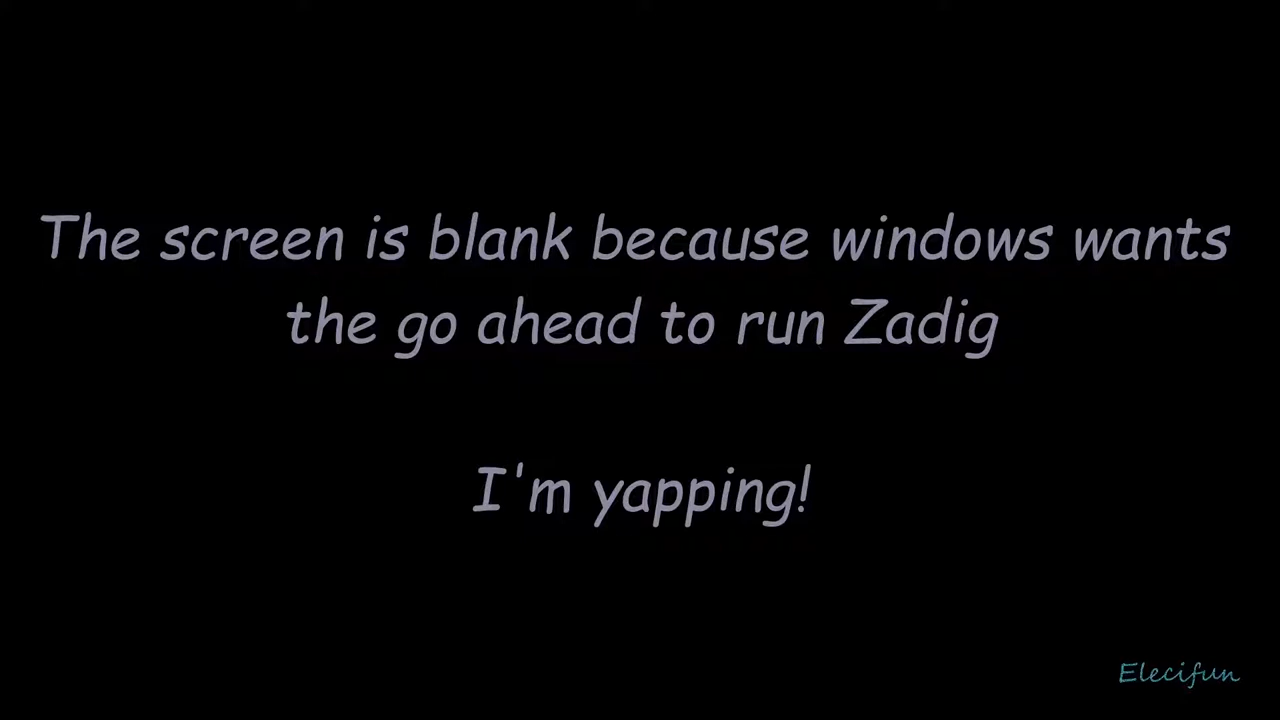 The screen is blank because windows wants
the go ahead to run Zadig
I'm yapping!
Elecifun